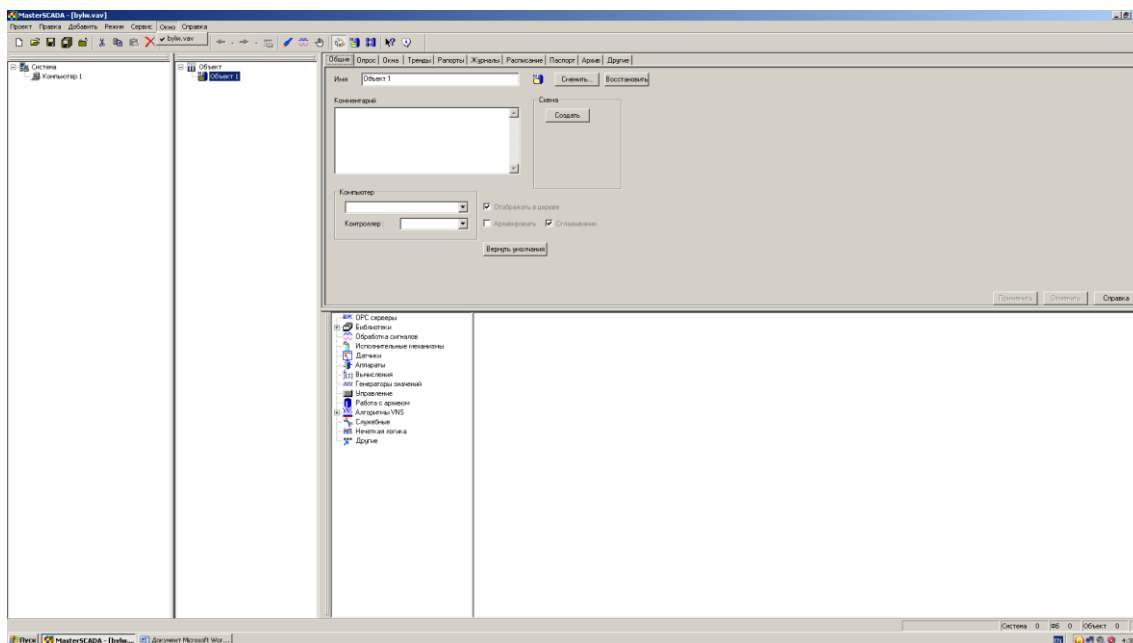 MasterSCADA - [bylw.vav]
Проект Правка Добавить Режим Сервис Окно Справка
bylw.vav
Система
Компьютер 1
Объект
Объект 1
Общие Опрос Окна Тренды Рапорты Журналы Расписание Паспорт Архив Другие
Имя Объект 1 Сменить... Восстановить
Комментарий
Схема
Создать
Компьютер
Отображать в дереве
Контроллер : Архивировать Сглаживание
Вернуть умолчания
Применить Отменить Справка
OPC серверы
Библиотеки
Обработка сигналов
Исполнительные механизмы
Датчики
Аппараты
Вычисления
Генераторы значений
Управление
Работа с архивом
Алгоритмы VNS
Служебные
Нечеткая логика
Другие
Система 0 ФБ 0 Объект 0
Пуск MasterSCADA - [bylw.... Документ Microsoft Wor... EN